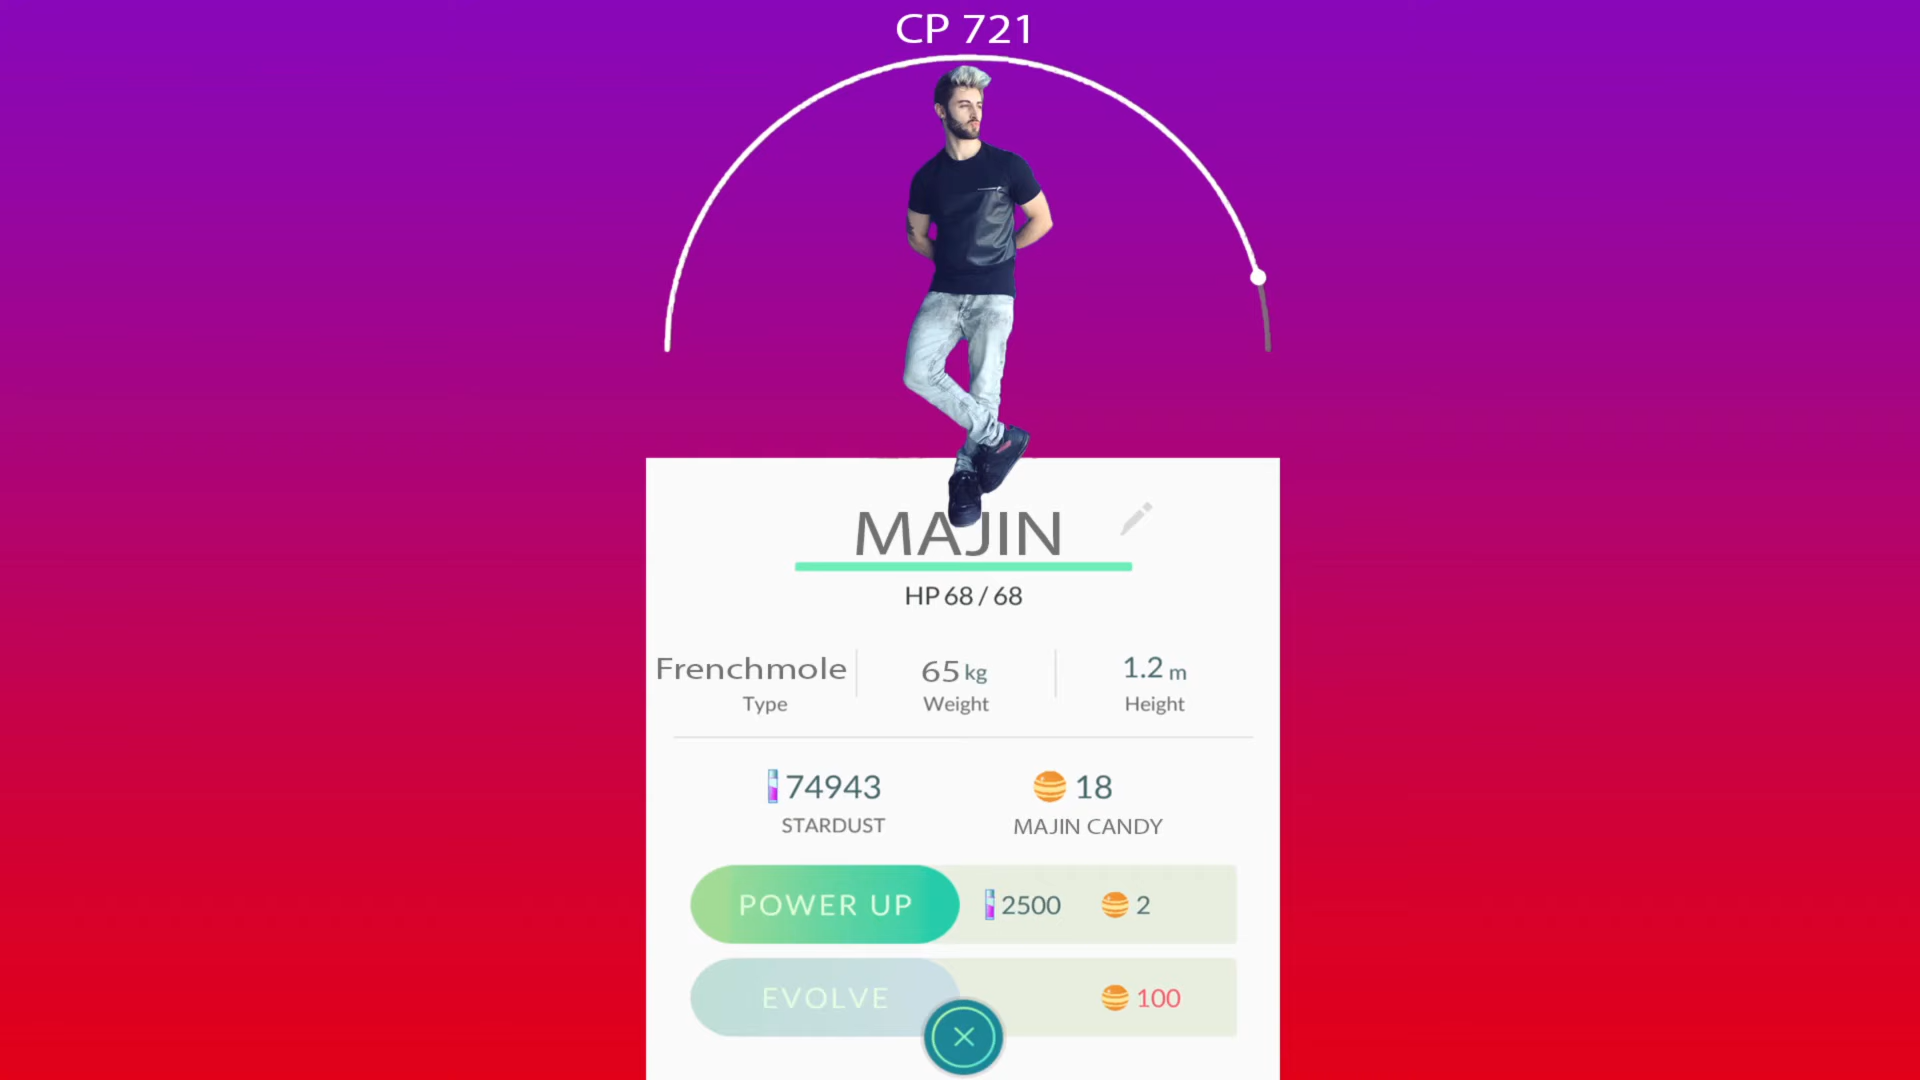 CP 721
MAJIN
HP 68 / 68
Frenchmole 65 kg 1.2 m
Type Weight Height
74943 18
STARDUST MAJIN CANDY
POWER UP 2500 2
EVOLVE 100